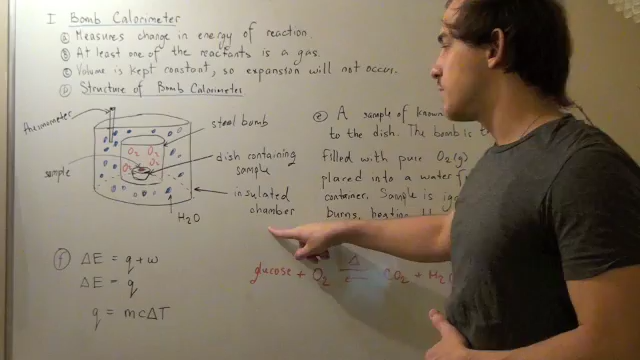 I Bomb Calorimeter
ⓐ Measures change in energy of reaction.
ⓑ At least one of the reactants is a gas.
ⓒ Volume is kept constant, so expansion will not occur.
ⓓ Structure of Bomb Calorimeter
thermometer
steel bomb
O₂ O₂
O₂ O₂
sample
dish containing
sample
insulated
chamber
H₂O
ⓔ A sample of known
to the dish. The bomb is
filled with pure O₂(g)
placed into a water
container. Sample is
burns, heating
glucose + O₂ Δ CO₂ + H₂O
ⓕ ΔE = q + w
ΔE = q
q = mcΔT